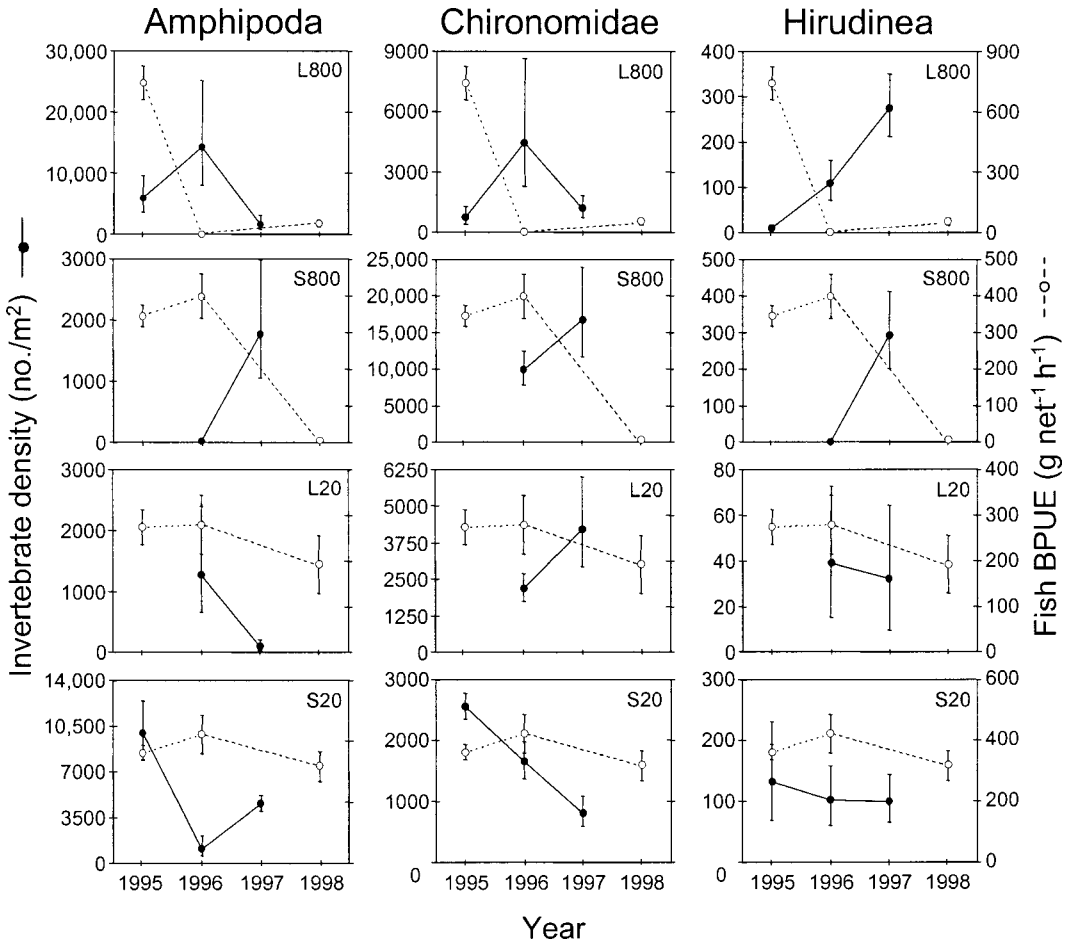 Amphipoda Chironomidae Hirudinea
30,000 L800 9000 L800 400 L800 900
20,000 6000 300 600
10,000 3000 200 300
0 0 100 0
0
3000 S800 25,000 S800 500 S800 500
2000 20,000 400 400
1000 15,000 300 300
0 10,000 200 200
5000 100 100
0 0 0
3000 L20 6250 L20 80 L20 400
2000 5000 60 300
1000 3750 40 200
0 2500 20 100
1250 0 0
0
14,000 S20 3000 S20 300 S20 600
10,500 2000 200 400
7000 1000 100 200
3500 0 0 0
0
1995 1996 1997 1998 1995 1996 1997 1998 1995 1996 1997 1998
Year
Invertebrate density (no./m²)
Fish BPUE (g net⁻¹ h⁻¹)